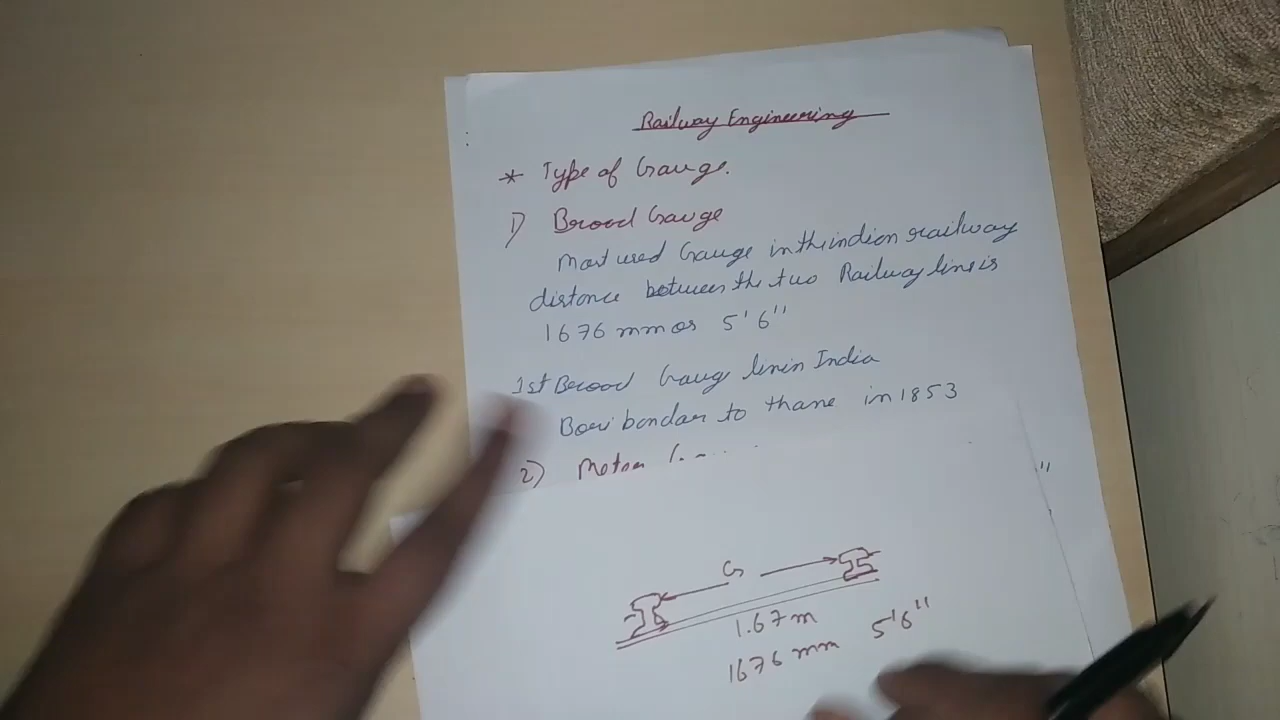 Railway Engineering
* Type of Gauge.
1) Broad Gauge
Most used Gauge in the indian railway
distance between the two Railway line is
1676 mm or 5'6"
1st Broad Gauge line in India
Bori bandar to thane in 1853
2)
"
G
1.67 m
1676 mm 5'6"